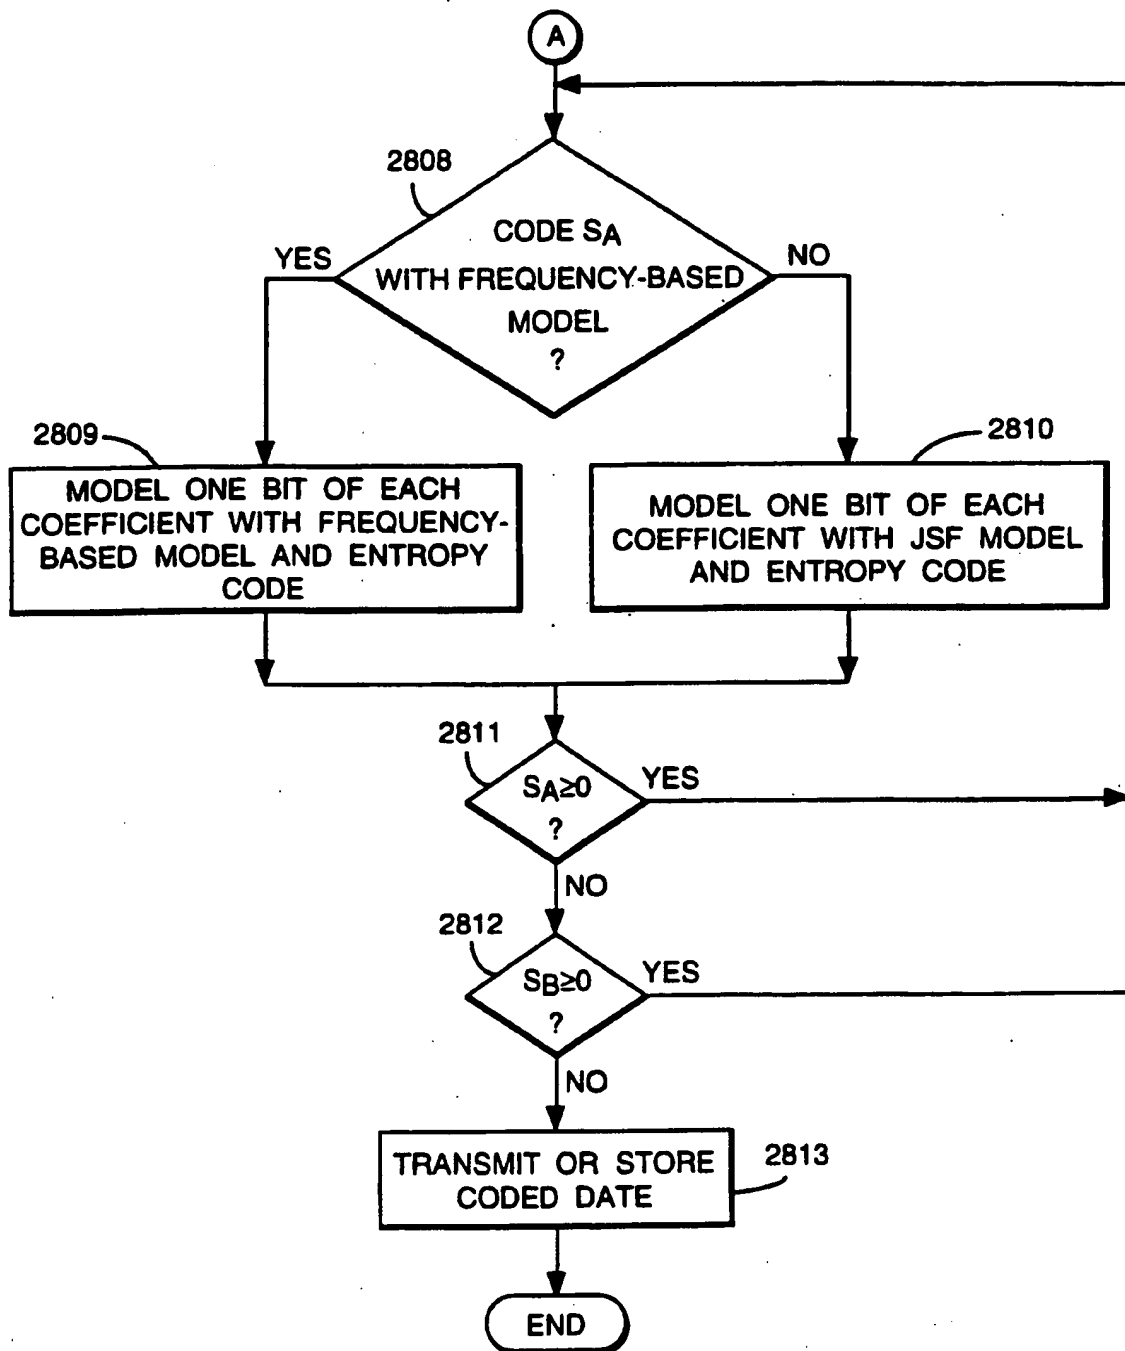 A
2808
CODE SA
WITH FREQUENCY-BASED
MODEL
?
YES
NO
2809
MODEL ONE BIT OF EACH
COEFFICIENT WITH FREQUENCY-
BASED MODEL AND ENTROPY
CODE
2810
MODEL ONE BIT OF EACH
COEFFICIENT WITH JSF MODEL
AND ENTROPY CODE
2811
SA≥0
?
YES
NO
2812
SB≥0
?
YES
NO
TRANSMIT OR STORE
CODED DATE
2813
END